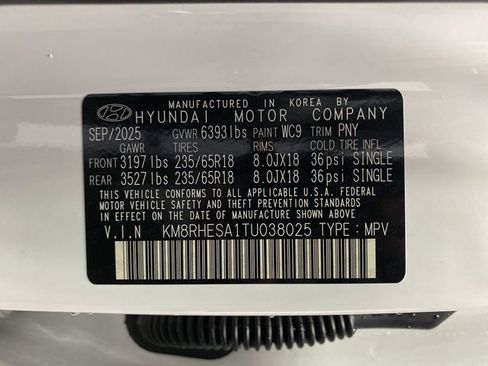 MANUFACTURED IN KOREA BY
HYUNDAI MOTOR COMPANY
SEP/2025 GVWR 6393lbs PAINT WC9 TRIM PNY
GAWR TIRES RIMS COLD TIRE INFL.
FRONT 3197lbs 235/65R18 8.0JX18 36psi SINGLE
REAR 3527lbs 235/65R18 8.0JX18 36psi SINGLE
THIS VEHICLE CONFORMS TO ALL APPLICABLE U.S.A. FEDERAL
MOTOR VEHICLE SAFETY AND THEFT PREVENTION STANDARDS
IN EFFECT ON THE DATE OF MANUFACTURE SHOWN ABOVE.
V.I.N KM8RHESA1TU038025 TYPE : MPV